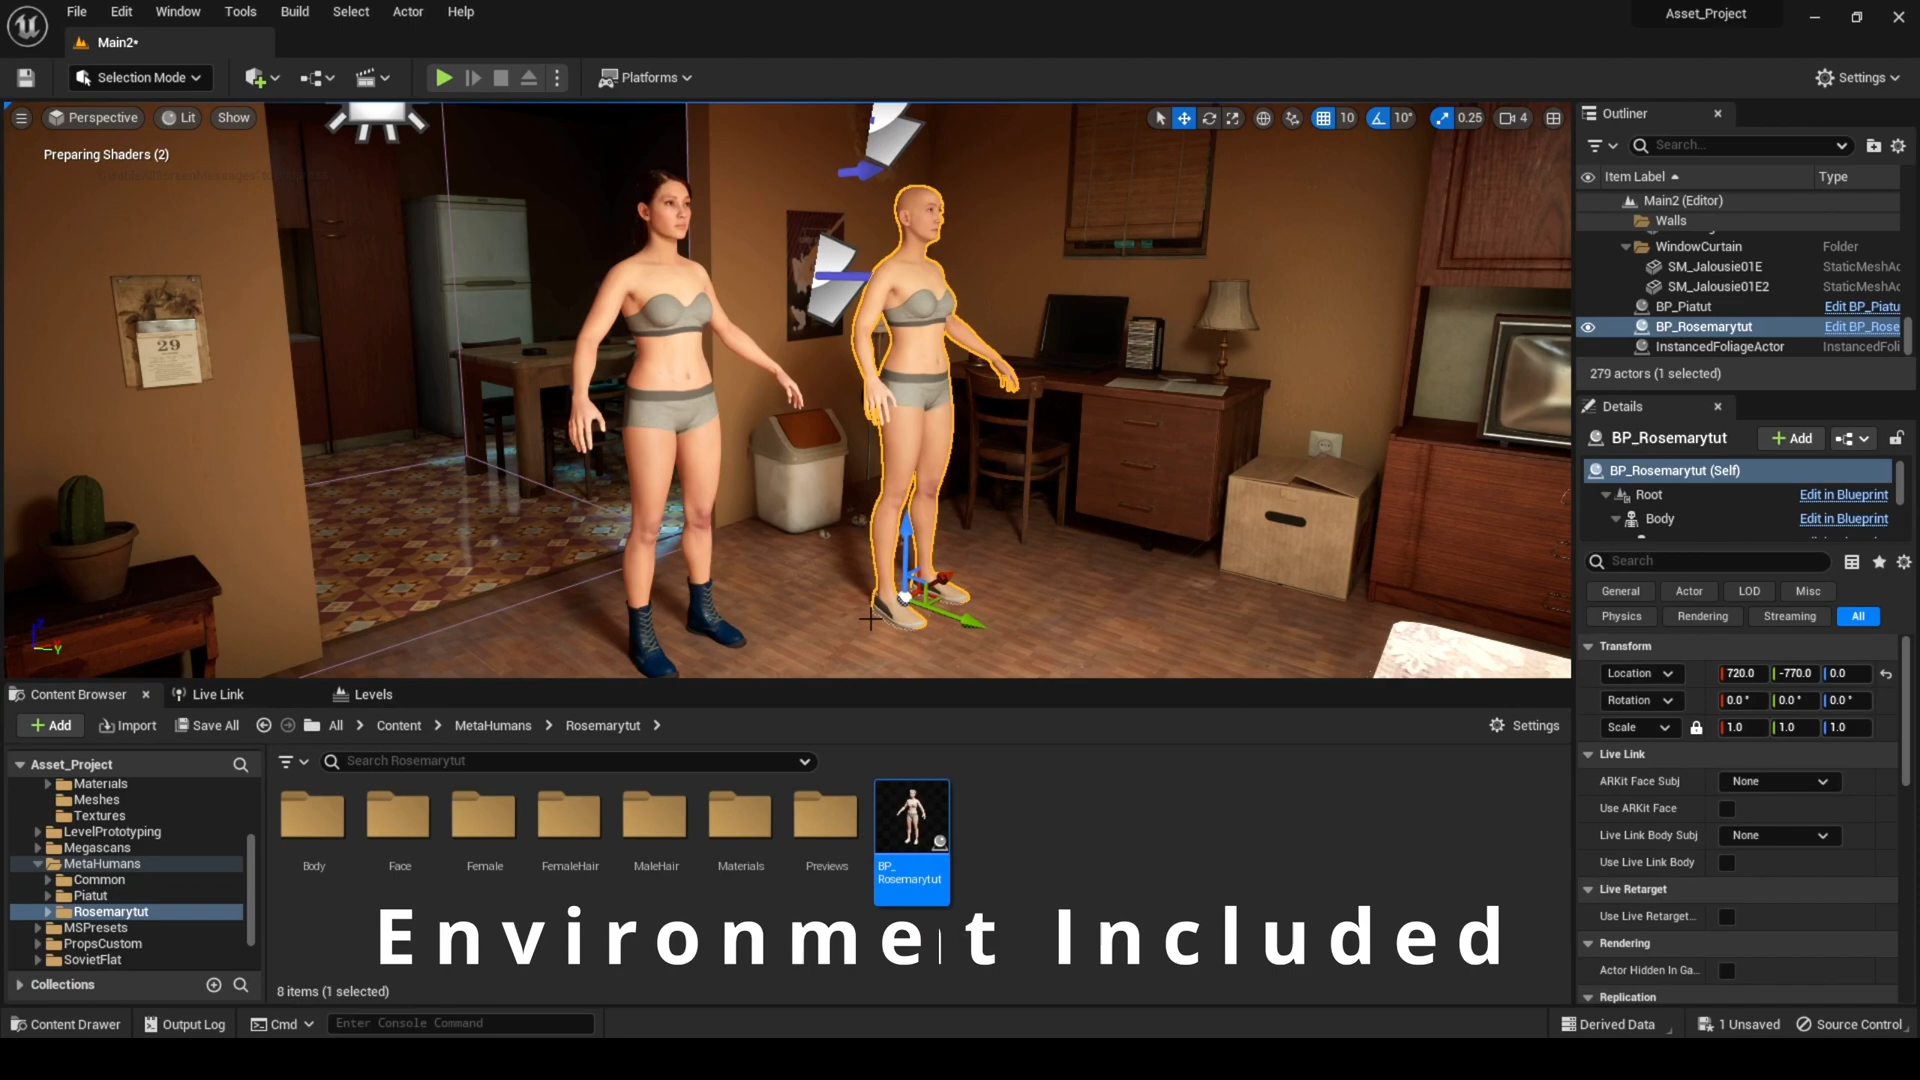 File Edit Window Tools Build Select Actor Help
Asset_Project
Main2*
Selection Mode
Platforms
Settings
Perspective
Lit
Show
10
10°
0.25
4
Preparing Shaders (2)
29
Outliner
Search...
Item Label
Type
Main2 (Editor)
Walls
WindowCurtain Folder
SM_Jalousie01E StaticMeshAc
SM_Jalousie01E2 StaticMeshAc
BP_Piatut Edit BP_Piatu
BP_Rosemarytut Edit BP_Rose
InstancedFoliageActor InstancedFoli
279 actors (1 selected)
Details
BP_Rosemarytut
Add
BP_Rosemarytut (Self)
Root Edit in Blueprint
Body Edit in Blueprint
Search
General Actor LOD Misc
Physics Rendering Streaming All
Transform
Location 720.0 -770.0 0.0
Rotation 0.0° 0.0° 0.0°
Scale 1.0 1.0 1.0
Live Link
ARKit Face Subj None
Use ARKit Face
Live Link Body Subj None
Use Live Link Body
Live Retarget
Use Live Retarget...
Rendering
Actor Hidden In Ga...
Replication
Content Browser
Live Link
Levels
Add
Import
Save All
All > Content > MetaHumans > Rosemarytut >
Settings
Asset_Project
Materials
Meshes
Textures
LevelPrototyping
Megascans
MetaHumans
Common
Piatut
Rosemarytut
MSPresets
PropsCustom
SovietFlat
Collections
Search Rosemarytut
Body Face Female FemaleHair MaleHair Materials Previews BP_
Rosemarytut
Environme t Included
8 items (1 selected)
Content Drawer
Output Log
Cmd
Enter Console Command
Derived Data
1 Unsaved
Source Control